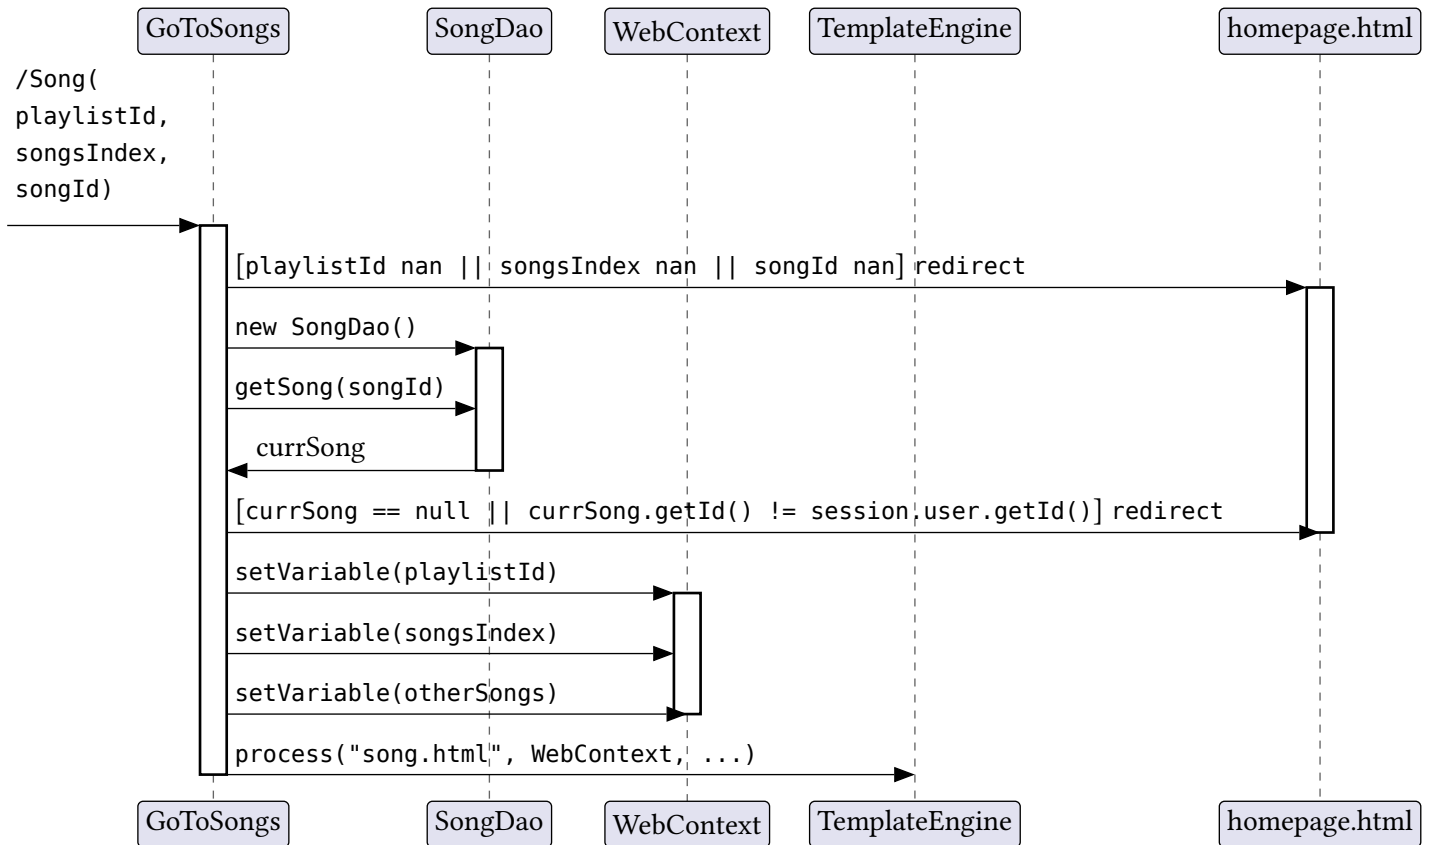 GoToSongs SongDao WebContext TemplateEngine homepage.html
/Song(
playlistId,
songsIndex,
songId)
[playlistId nan || songsIndex nan || songId nan] redirect
new SongDao()
getSong(songId)
currSong
[currSong == null || currSong.getId() != session.user.getId()] redirect
setVariable(playlistId)
setVariable(songsIndex)
setVariable(otherSongs)
process("song.html", WebContext, ...)
GoToSongs SongDao WebContext TemplateEngine homepage.html